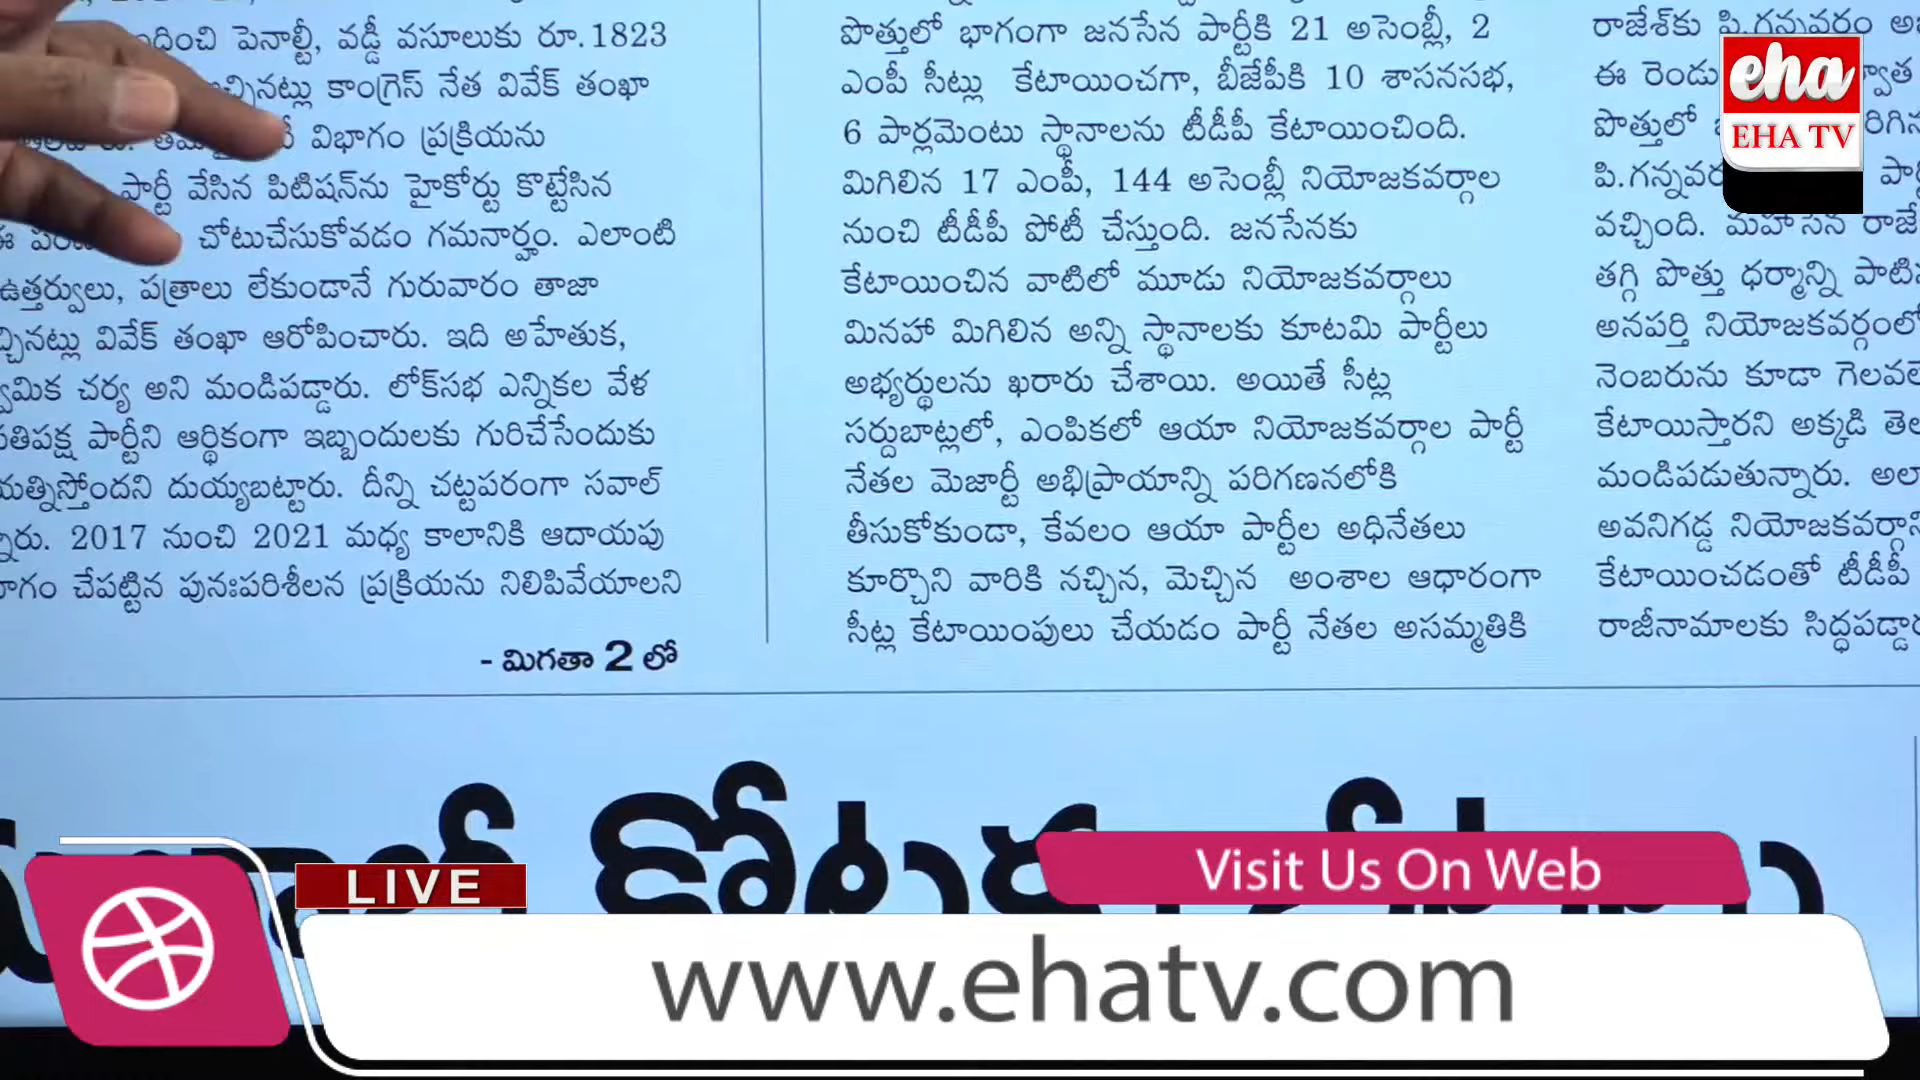 పెనాల్టీ, వడ్డీ వసూలుకు రూ.1823
కాంగ్రెస్ నేత వివేక్ తంఖా
విభాగం ప్రక్రియను
పార్టీ వేసిన పిటిషన్‌ను హైకోర్టు కొట్టేసిన
చోటుచేసుకోవడం గమనార్హం. ఎలాంటి
ఉత్తర్వులు, పత్రాలు లేకుండానే గురువారం తాజా
వివేక్ తంఖా ఆరోపించారు. ఇది అహేతుక,
చర్య అని మండిపడ్డారు. లోక్‌సభ ఎన్నికల వేళ
పార్టీని ఆర్థికంగా ఇబ్బందులకు గురిచేసేందుకు
దుయ్యబట్టారు. దీన్ని చట్టపరంగా సవాల్
2017 నుంచి 2021 మధ్య కాలానికి ఆదాయపు
చేపట్టిన పునఃపరిశీలన ప్రక్రియను నిలిపివేయాలని
- మిగతా 2 లో
పొత్తులో భాగంగా జనసేన పార్టీకి 21 అసెంబ్లీ, 2
ఎంపీ సీట్లు కేటాయించగా, బీజేపీకి 10 శాసనసభ,
6 పార్లమెంటు స్థానాలను టీడీపీ కేటాయించింది.
మిగిలిన 17 ఎంపీ, 144 అసెంబ్లీ నియోజకవర్గాల
నుంచి టీడీపీ పోటీ చేస్తుంది. జనసేనకు
కేటాయించిన వాటిలో మూడు నియోజకవర్గాలు
మినహా మిగిలిన అన్ని స్థానాలకు కూటమి పార్టీలు
అభ్యర్థులను ఖరారు చేశాయి. అయితే సీట్ల
సర్దుబాట్లలో, ఎంపికలో ఆయా నియోజకవర్గాల పార్టీ
నేతల మెజార్టీ అభిప్రాయాన్ని పరిగణనలోకి
తీసుకోకుండా, కేవలం ఆయా పార్టీల అధినేతలు
కూర్చొని వారికి నచ్చిన, మెచ్చిన అంశాల ఆధారంగా
సీట్ల కేటాయింపులు చేయడం పార్టీ నేతల అసమ్మతికి
రాజేశ్‌కు పి.గన్నవరం
ఈ రెండు
పొత్తులో
వచ్చింది. మహాసేన
తగ్గి పొత్తు ధర్మాన్ని
అనపర్తి నియోజకవర్గంలో
నెంబరును కూడా
కేటాయిస్తారని అక్కడి
మండిపడుతున్నారు.
అవనిగడ్డ
కేటాయించడంతో టీడీపీ
రాజీనామాలకు
eha
EHA TV
LIVE
Visit Us On Web
www.ehatv.com